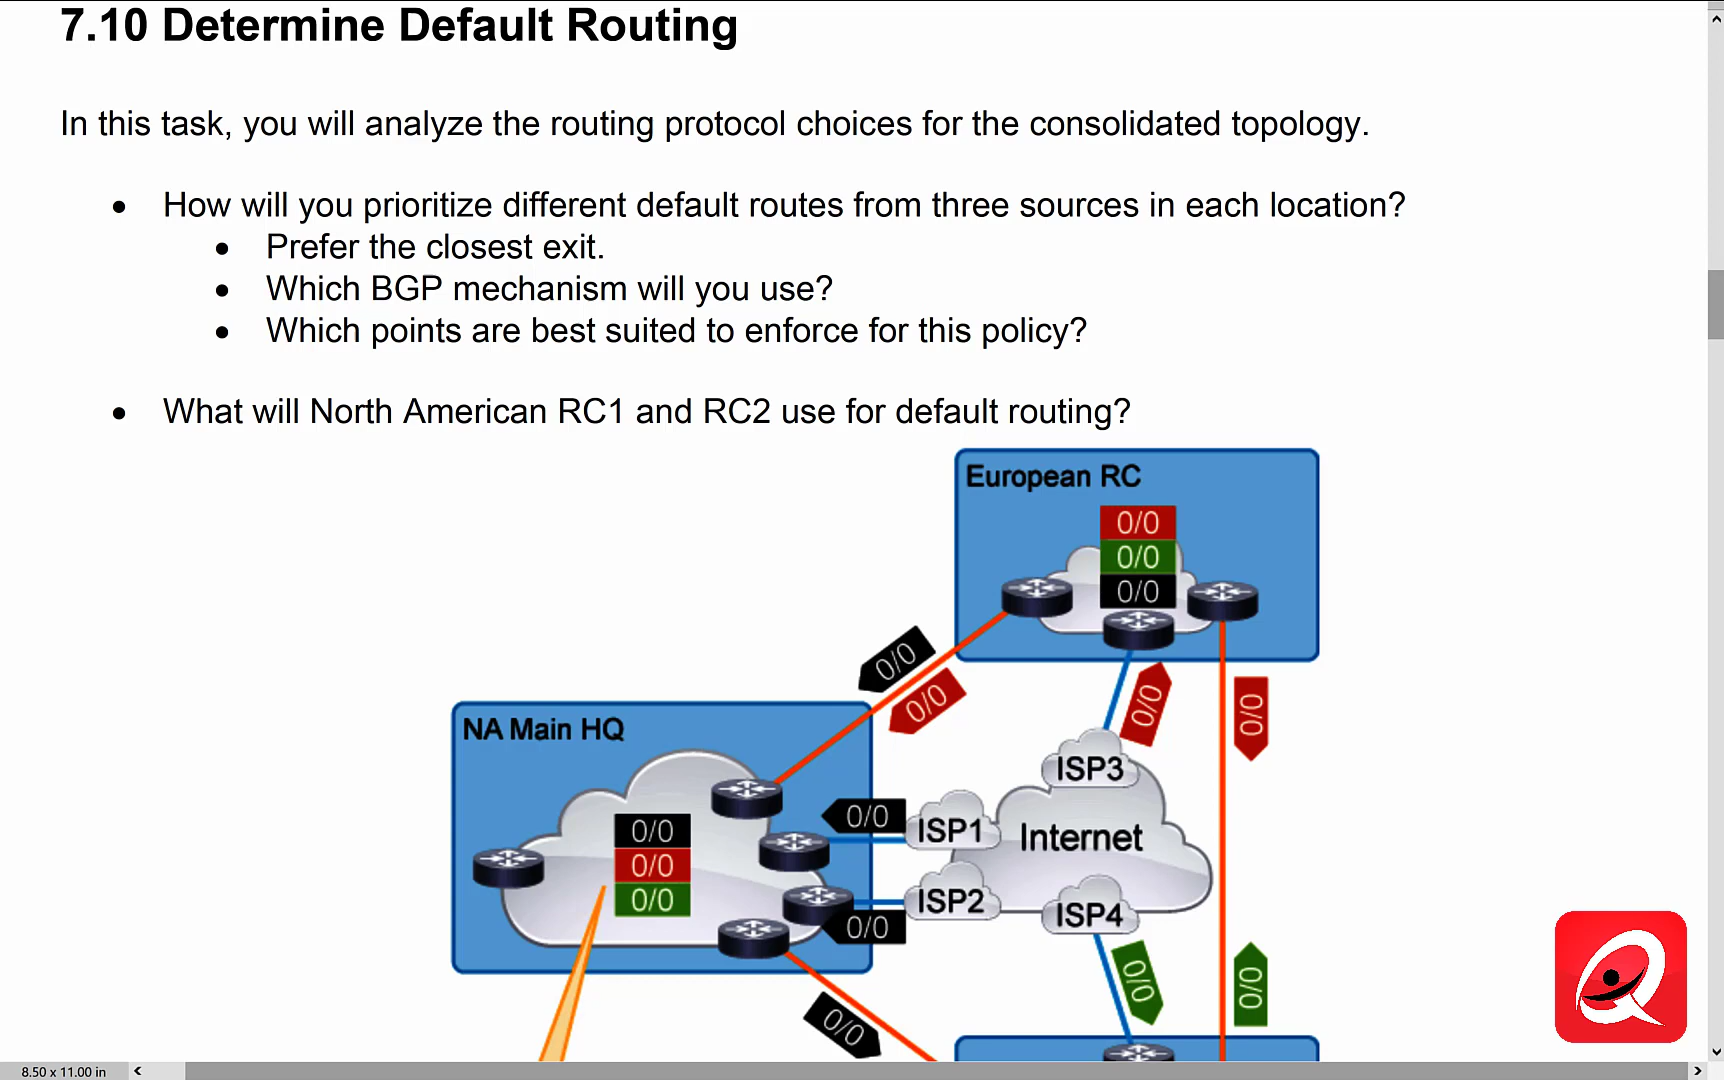 7.10 Determine Default Routing
In this task, you will analyze the routing protocol choices for the consolidated topology.
• How will you prioritize different default routes from three sources in each location?
• Prefer the closest exit.
• Which BGP mechanism will you use?
• Which points are best suited to enforce for this policy?
• What will North American RC1 and RC2 use for default routing?
European RC
0/0
0/0
0/0
0/0
0/0
0/0
0/0
NA Main HQ
ISP3
0/0
0/0
0/0
0/0
ISP1
Internet
0/0
ISP2
ISP4
0/0
0/0
0/0
8.50 x 11.00 in